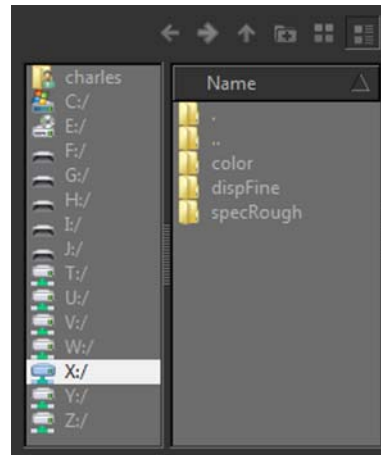 charles
C:/
E:/
F:/
G:/
H:/
I:/
J:/
T:/
U:/
V:/
W:/
X:/
Y:/
Z:/
Name
.
..
color
dispFine
specRough